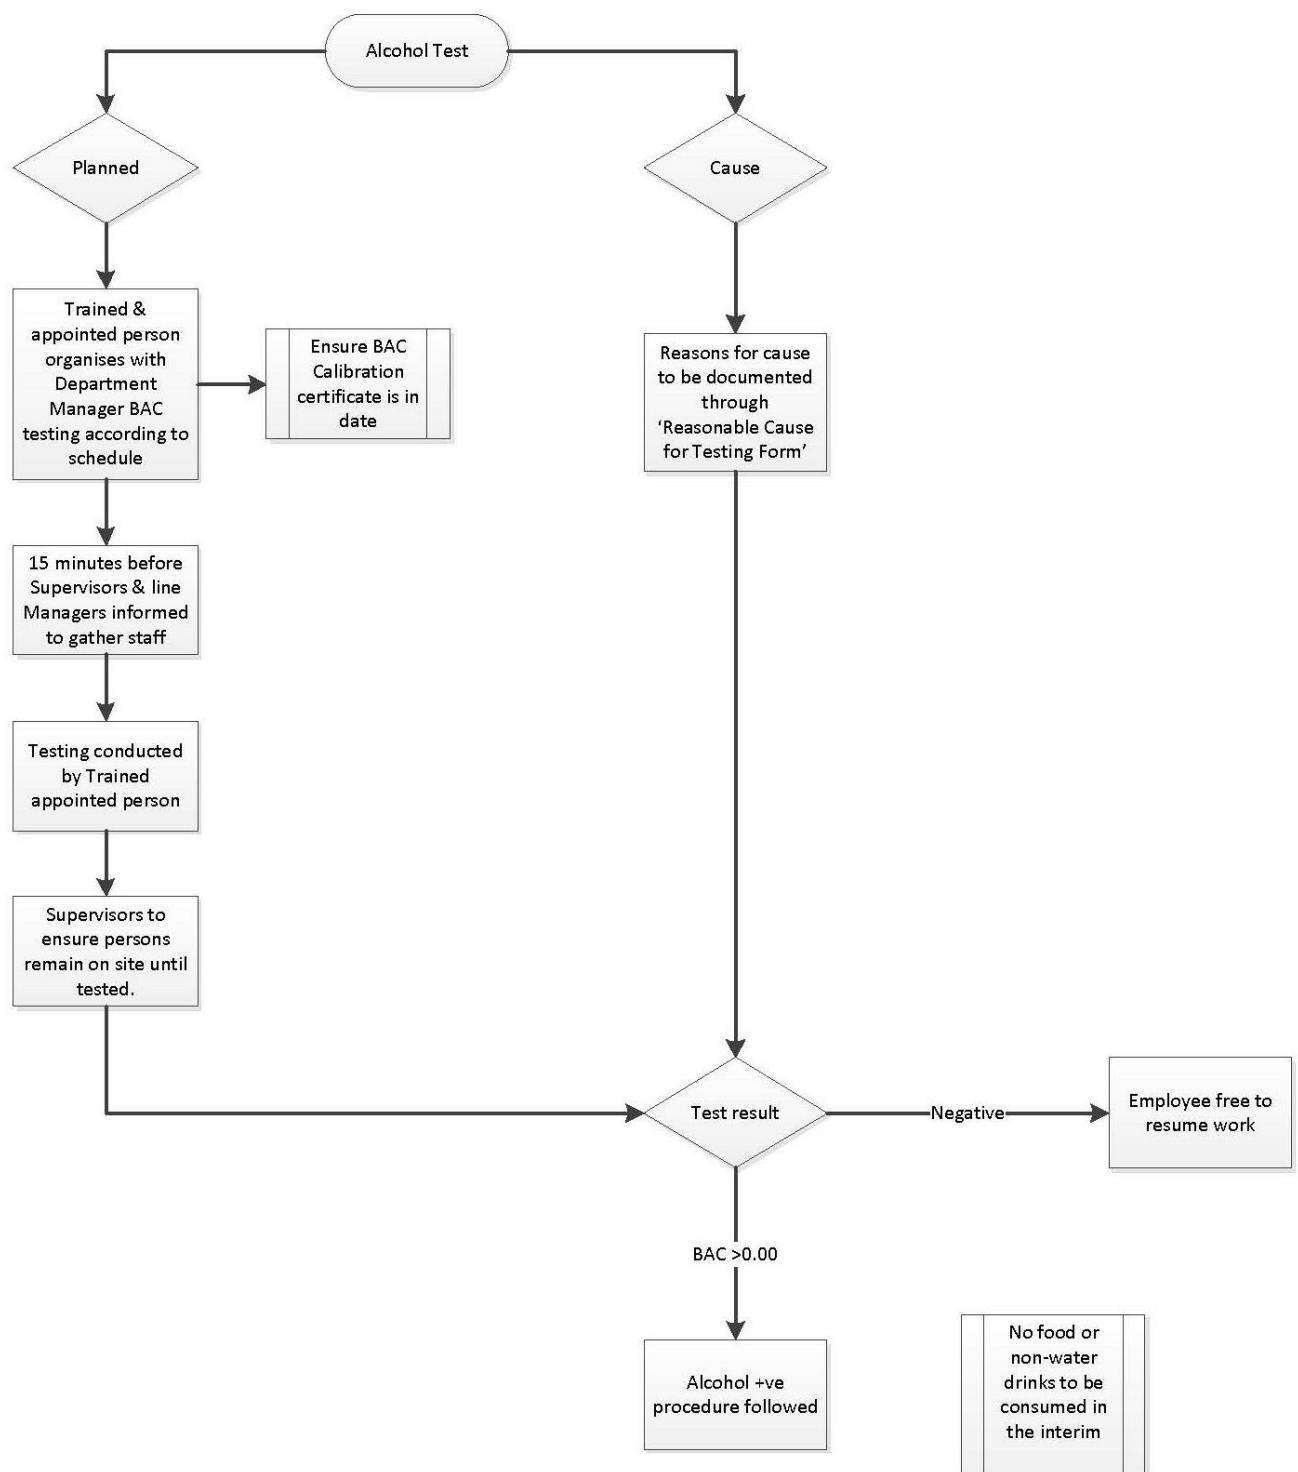 Alcohol Test
Planned
Cause
Trained &
appointed person
organises with
Department
Manager BAC
testing according to
schedule
Ensure BAC
Calibration
certificate is in
date
Reasons for cause
to be documented
through
‘Reasonable Cause
for Testing Form’
15 minutes before
Supervisors & line
Managers informed
to gather staff
Testing conducted
by Trained
appointed person
Supervisors to
ensure persons
remain on site until
tested.
Test result
Negative
Employee free to
resume work
BAC >0.00
Alcohol +ve
procedure followed
No food or
non-water
drinks to be
consumed in
the interim